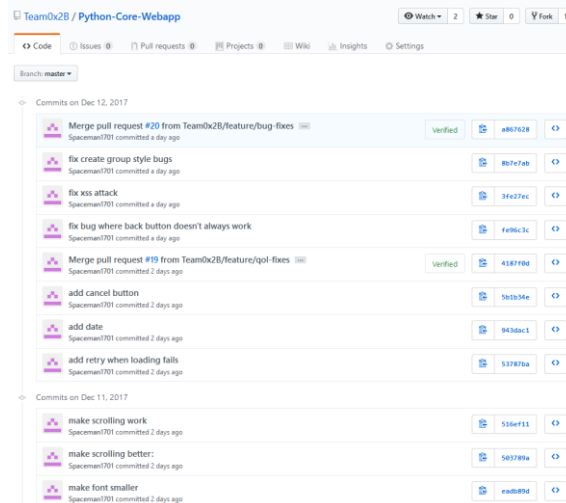 Team0x2B / Python-Core-Webapp
Watch 2 Star 0 Fork
Code Issues 0 Pull requests 0 Projects 0 Wiki Insights Settings
Branch: master
Commits on Dec 12, 2017
Merge pull request #20 from Team0x2B/feature/bug-fixes
Spaceman1701 committed a day ago
Verified
a867628
fix create group style bugs
Spaceman1701 committed a day ago
8b7e7ab
fix xss attack
Spaceman1701 committed a day ago
3fe27ec
fix bug where back button doesn't always work
Spaceman1701 committed a day ago
fe96c3c
Merge pull request #19 from Team0x2B/feature/qol-fixes
Spaceman1701 committed 2 days ago
Verified
4187f0d
add cancel button
Spaceman1701 committed 2 days ago
5b1b34e
add date
Spaceman1701 committed 2 days ago
943dac1
add retry when loading fails
Spaceman1701 committed 2 days ago
53787ba
Commits on Dec 11, 2017
make scrolling work
Spaceman1701 committed 2 days ago
516ef11
make scrolling better:
Spaceman1701 committed 2 days ago
503789a
make font smaller
Spaceman1701 committed 2 days ago
eadb89d